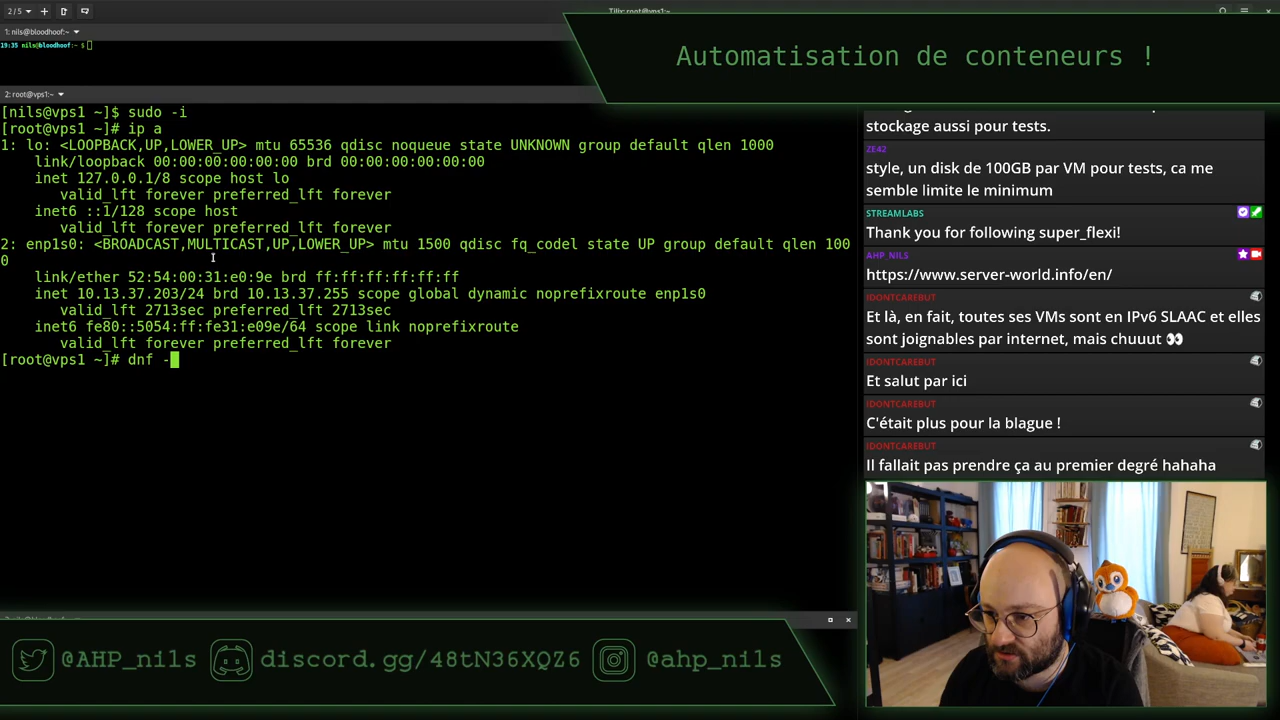 2 / 5
Tilix: root@vps1:~
1: nils@bloodhoof:~
19:35 nils@bloodhoof:~ $
Automatisation de conteneurs !
2: root@vps1:~
[nils@vps1 ~]$ sudo -i
[root@vps1 ~]# ip a
1: lo: <LOOPBACK,UP,LOWER_UP> mtu 65536 qdisc noqueue state UNKNOWN group default qlen 1000
link/loopback 00:00:00:00:00:00 brd 00:00:00:00:00:00
inet 127.0.0.1/8 scope host lo
valid_lft forever preferred_lft forever
inet6 ::1/128 scope host
valid_lft forever preferred_lft forever
2: enp1s0: <BROADCAST,MULTICAST,UP,LOWER_UP> mtu 1500 qdisc fq_codel state UP group default qlen 100
0
link/ether 52:54:00:31:e0:9e brd ff:ff:ff:ff:ff:ff
inet 10.13.37.203/24 brd 10.13.37.255 scope global dynamic noprefixroute enp1s0
valid_lft 2713sec preferred_lft 2713sec
inet6 fe80::5054:ff:fe31:e09e/64 scope link noprefixroute
valid_lft forever preferred_lft forever
[root@vps1 ~]# dnf -
stockage aussi pour tests.
ZE42
style, un disk de 100GB par VM pour tests, ca me
semble limite le minimum
STREAMLABS
Thank you for following super_flexi!
AHP_NILS
https://www.server-world.info/en/
IDONTCAREBUT
Et là, en fait, toutes ses VMs sont en IPv6 SLAAC et elles
sont joignables par internet, mais chuuut 👀
IDONTCAREBUT
Et salut par ici
IDONTCAREBUT
C'était plus pour la blague !
IDONTCAREBUT
Il fallait pas prendre ça au premier degré hahaha
@AHP_nils
discord.gg/48tN36XQZ6
@ahp_nils